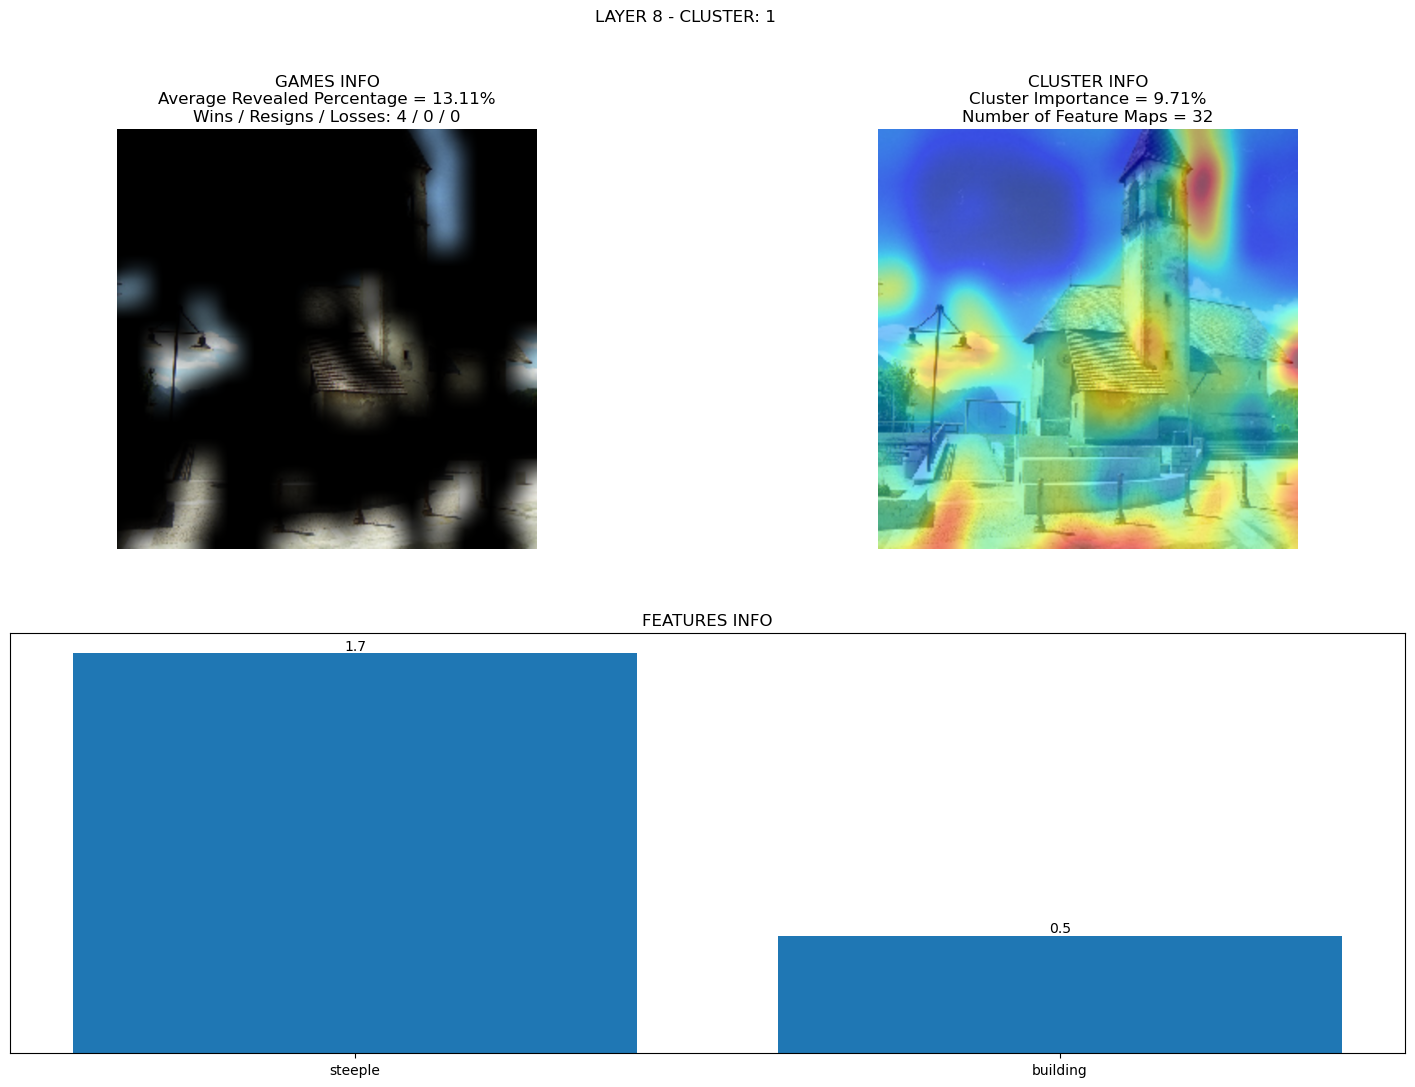 LAYER 8 - CLUSTER: 1
GAMES INFO
Average Revealed Percentage = 13.11%
Wins / Resigns / Losses: 4 / 0 / 0
CLUSTER INFO
Cluster Importance = 9.71%
Number of Feature Maps = 32
FEATURES INFO
1.7
0.5
steeple
building